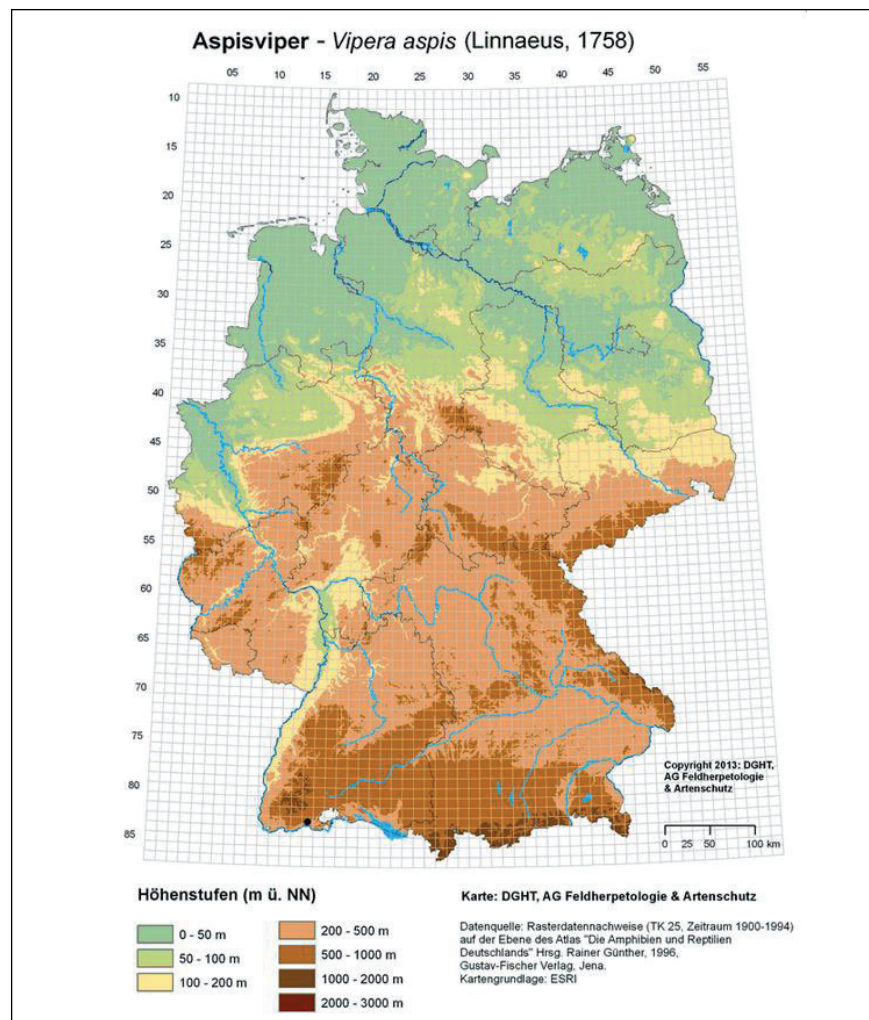 Aspisviper - Vipera aspis (Linnaeus, 1758)
05 10 15 20 25 30 35 40 45 50 55
10
15
20
25
30
35
40
45
50
55
60
65
70
75
80
85
Copyright 2013: DGHT,
AG Feldherpetologie
& Artenschutz
0 25 50 100 km
Höhenstufen (m ü. NN)
0 - 50 m
50 - 100 m
100 - 200 m
200 - 500 m
500 - 1000 m
1000 - 2000 m
2000 - 3000 m
Karte: DGHT, AG Feldherpetologie & Artenschutz
Datenquelle: Rasterdatennachweise (TK 25, Zeitraum 1900-1994)
auf der Ebene des Atlas "Die Amphibien und Reptilien
Deutschlands" Hrsg. Rainer Günther, 1996,
Gustav-Fischer Verlag, Jena.
Kartengrundlage: ESRI